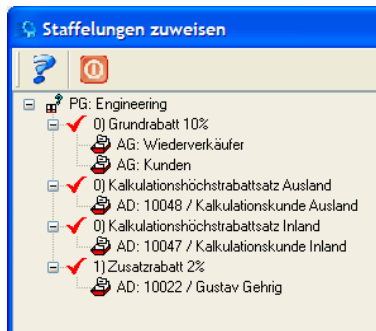 Staffelungen zuweisen
PG: Engineering
0) Grundrabatt 10%
AG: Wiederverkäufer
AG: Kunden
0) Kalkulationshöchstrabattsatz Ausland
AD: 10048 / Kalkulationskunde Ausland
0) Kalkulationshöchstrabattsatz Inland
AD: 10047 / Kalkulationskunde Inland
1) Zusatzrabatt 2%
AD: 10022 / Gustav Gehrig